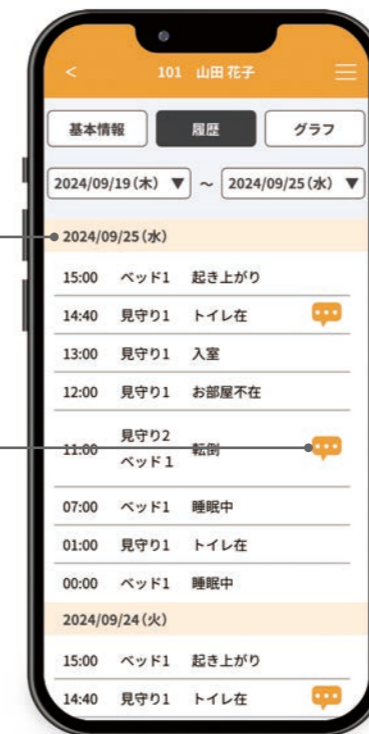 < 101 山田 花子
基本情報 履歴 グラフ
2024/09/19(木) ▼ ～ 2024/09/25(水) ▼
2024/09/25(水)
15:00 ベッド1 起き上がり
14:40 見守り1 トイレ在
13:00 見守り1 入室
12:00 見守り1 お部屋不在
11:00 見守り2 転倒
ベッド1
07:00 ベッド1 睡眠中
01:00 見守り1 トイレ在
00:00 ベッド1 睡眠中
2024/09/24(火)
15:00 ベッド1 起き上がり
14:40 見守り1 トイレ在